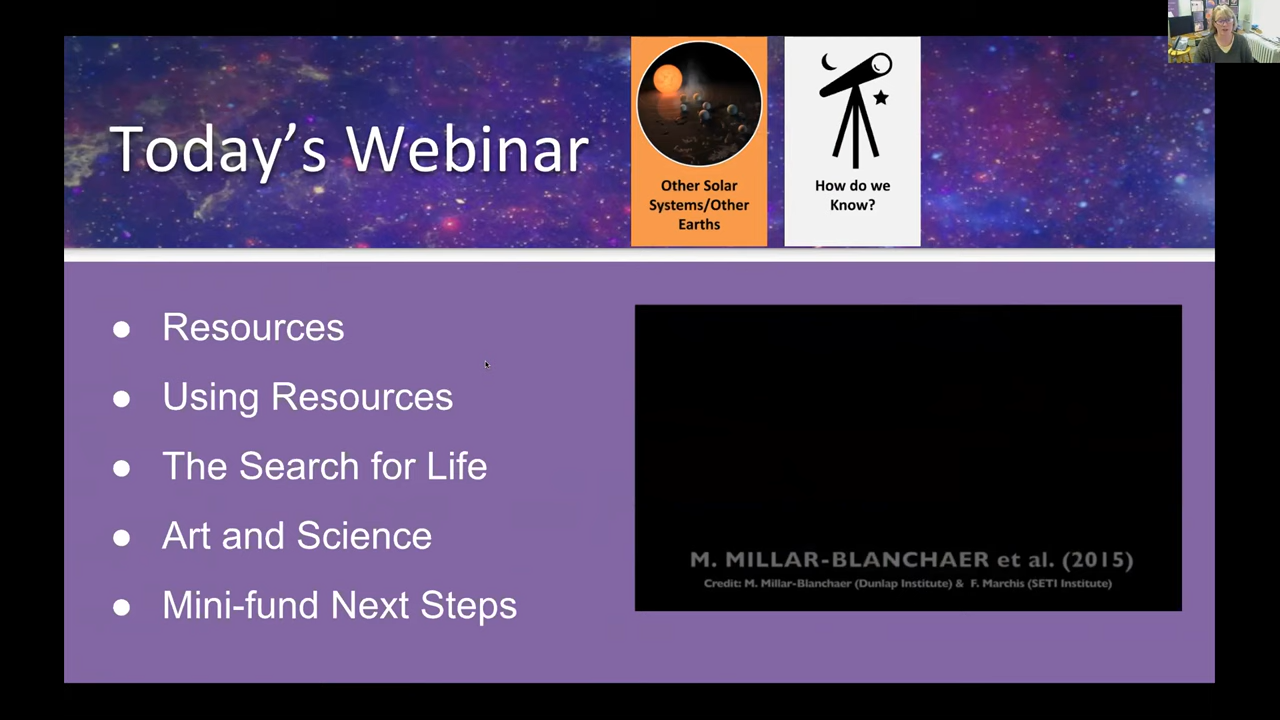 Today's Webinar
Other Solar
Systems/Other
Earths
How do we
Know?
● Resources
● Using Resources
● The Search for Life
● Art and Science
● Mini-fund Next Steps
M. MILLAR-BLANCHAER et al. (2015)
Credit: M. Millar-Blanchaer (Dunlap Institute) & F. Marchis (SETI Institute)